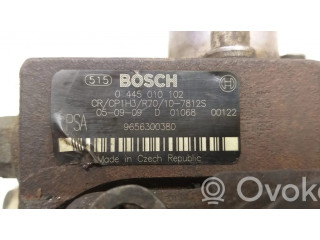 515 BOSCH
0 445 010 102
CR/CP1H3/R70/10-7812S
05-09-09 D 01068 00122
PSA
9656300380
Made in Czech Republic
OVOKO